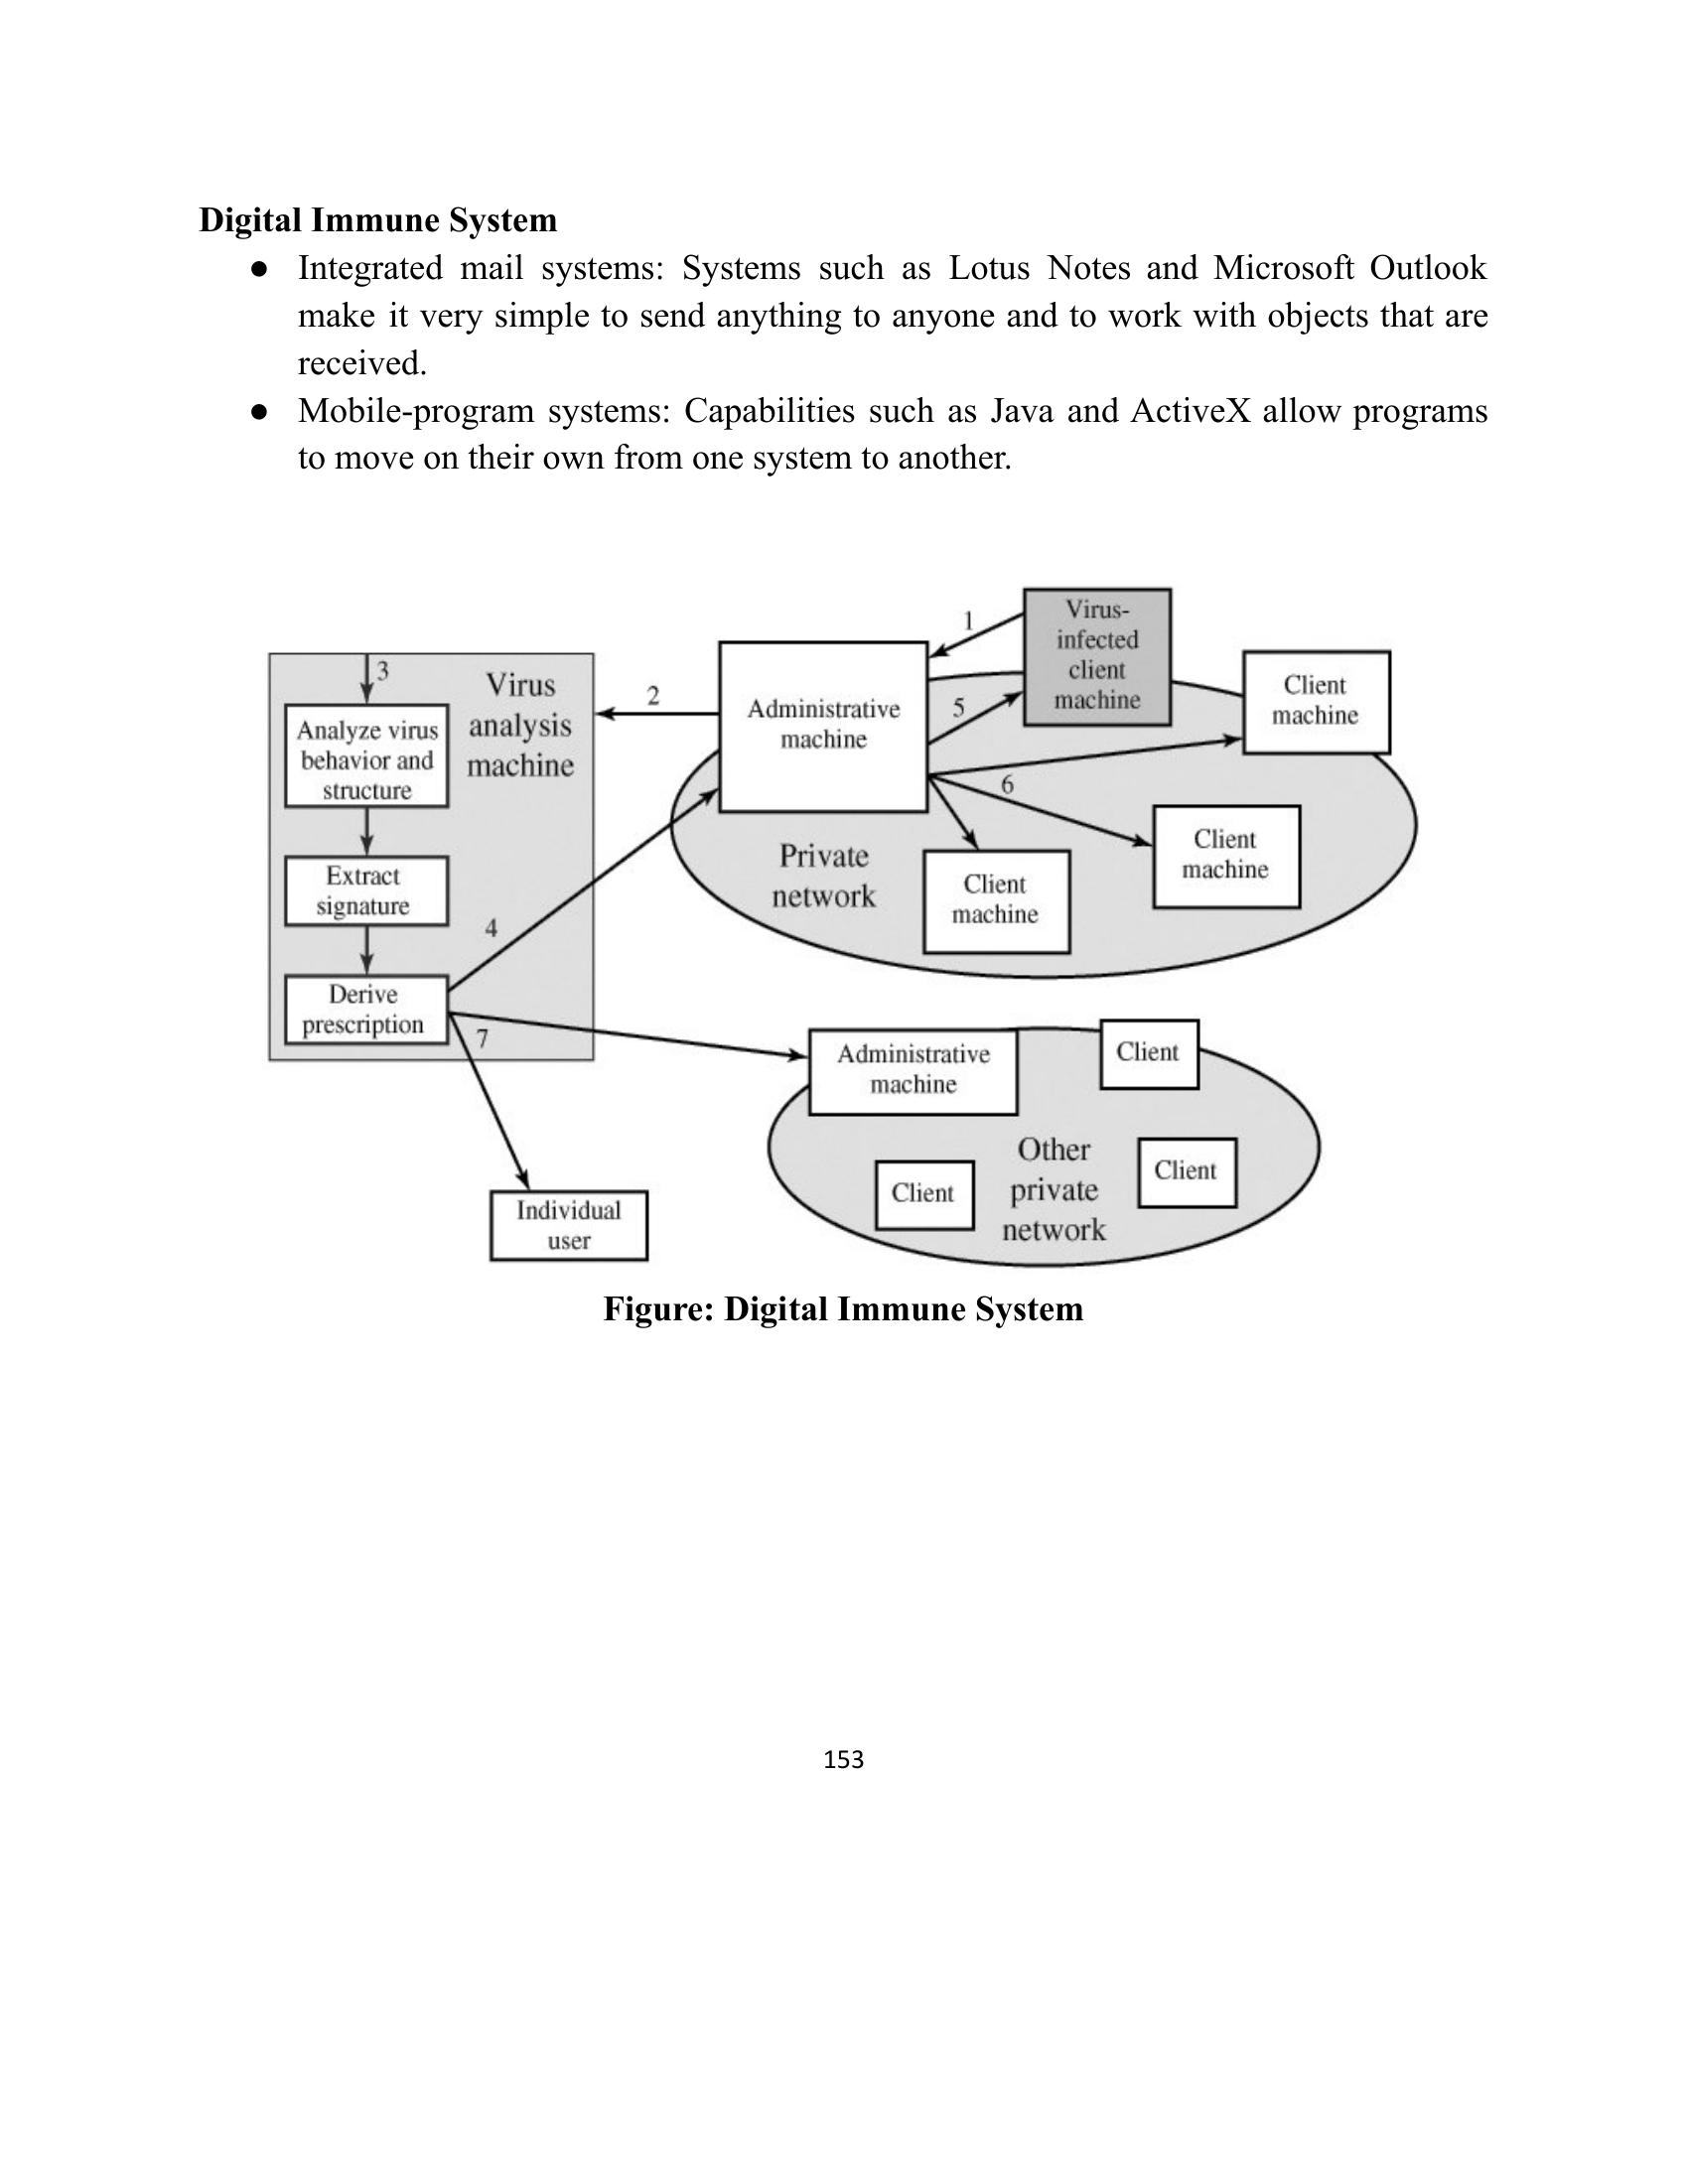 Digital Immune System
● Integrated mail systems: Systems such as Lotus Notes and Microsoft Outlook
make it very simple to send anything to anyone and to work with objects that are
received.
● Mobile-program systems: Capabilities such as Java and ActiveX allow programs
to move on their own from one system to another.
3
Virus
analysis
machine
Analyze virus
behavior and
structure
Extract
signature
Derive
prescription
2
4
7
Administrative
machine
1
5
Virus-
infected
client
machine
6
Client
machine
Client
machine
Client
machine
Private
network
Administrative
machine
Client
Client
Other
private
network
Client
Individual
user
Figure: Digital Immune System
153